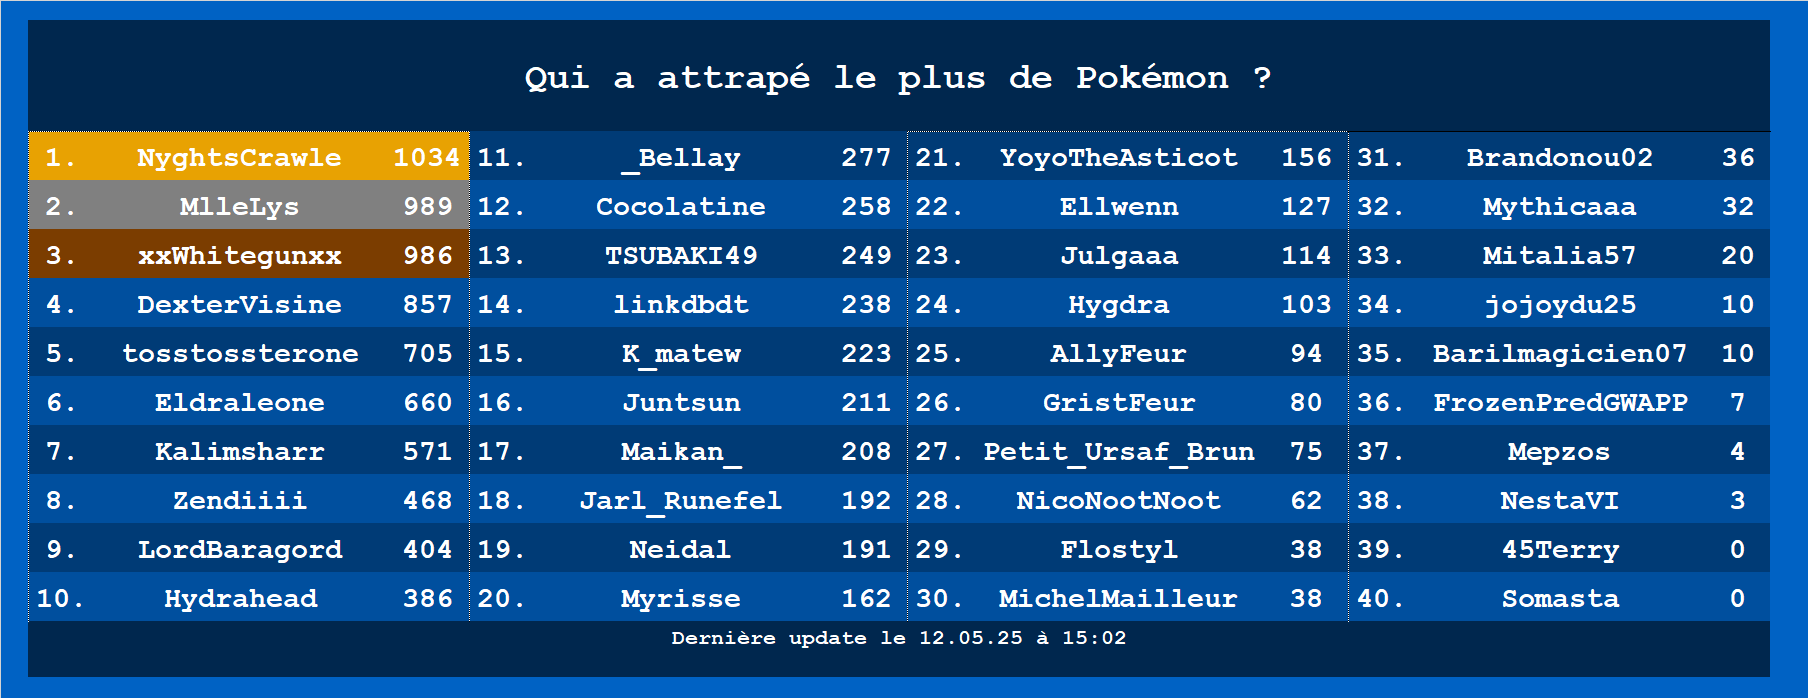 Qui a attrapé le plus de Pokémon ?
1. NyghtsCrawle 1034
2. MlleLys 989
3. xxWhitegunxx 986
4. DexterVisine 857
5. tosstossterone 705
6. Eldraleone 660
7. Kalimsharr 571
8. Zendiiii 468
9. LordBaragord 404
10. Hydrahead 386
11. _Bellay 277
12. Cocolatine 258
13. TSUBAKI49 249
14. linkdbdt 238
15. K_matew 223
16. Juntsun 211
17. Maikan_ 208
18. Jarl_Runefel 192
19. Neidal 191
20. Myrisse 162
21. YoyoTheAsticot 156
22. Ellwenn 127
23. Julgaaa 114
24. Hygdra 103
25. AllyFeur 94
26. GristFeur 80
27. Petit_Ursaf_Brun 75
28. NicoNootNoot 62
29. Flostyl 38
30. MichelMailleur 38
31. Brandonou02 36
32. Mythicaaa 32
33. Mitalia57 20
34. jojoydu25 10
35. Barilmagicien07 10
36. FrozenPredGWAPP 7
37. Mepzos 4
38. NestaVI 3
39. 45Terry 0
40. Somasta 0
Dernière update le 12.05.25 à 15:02